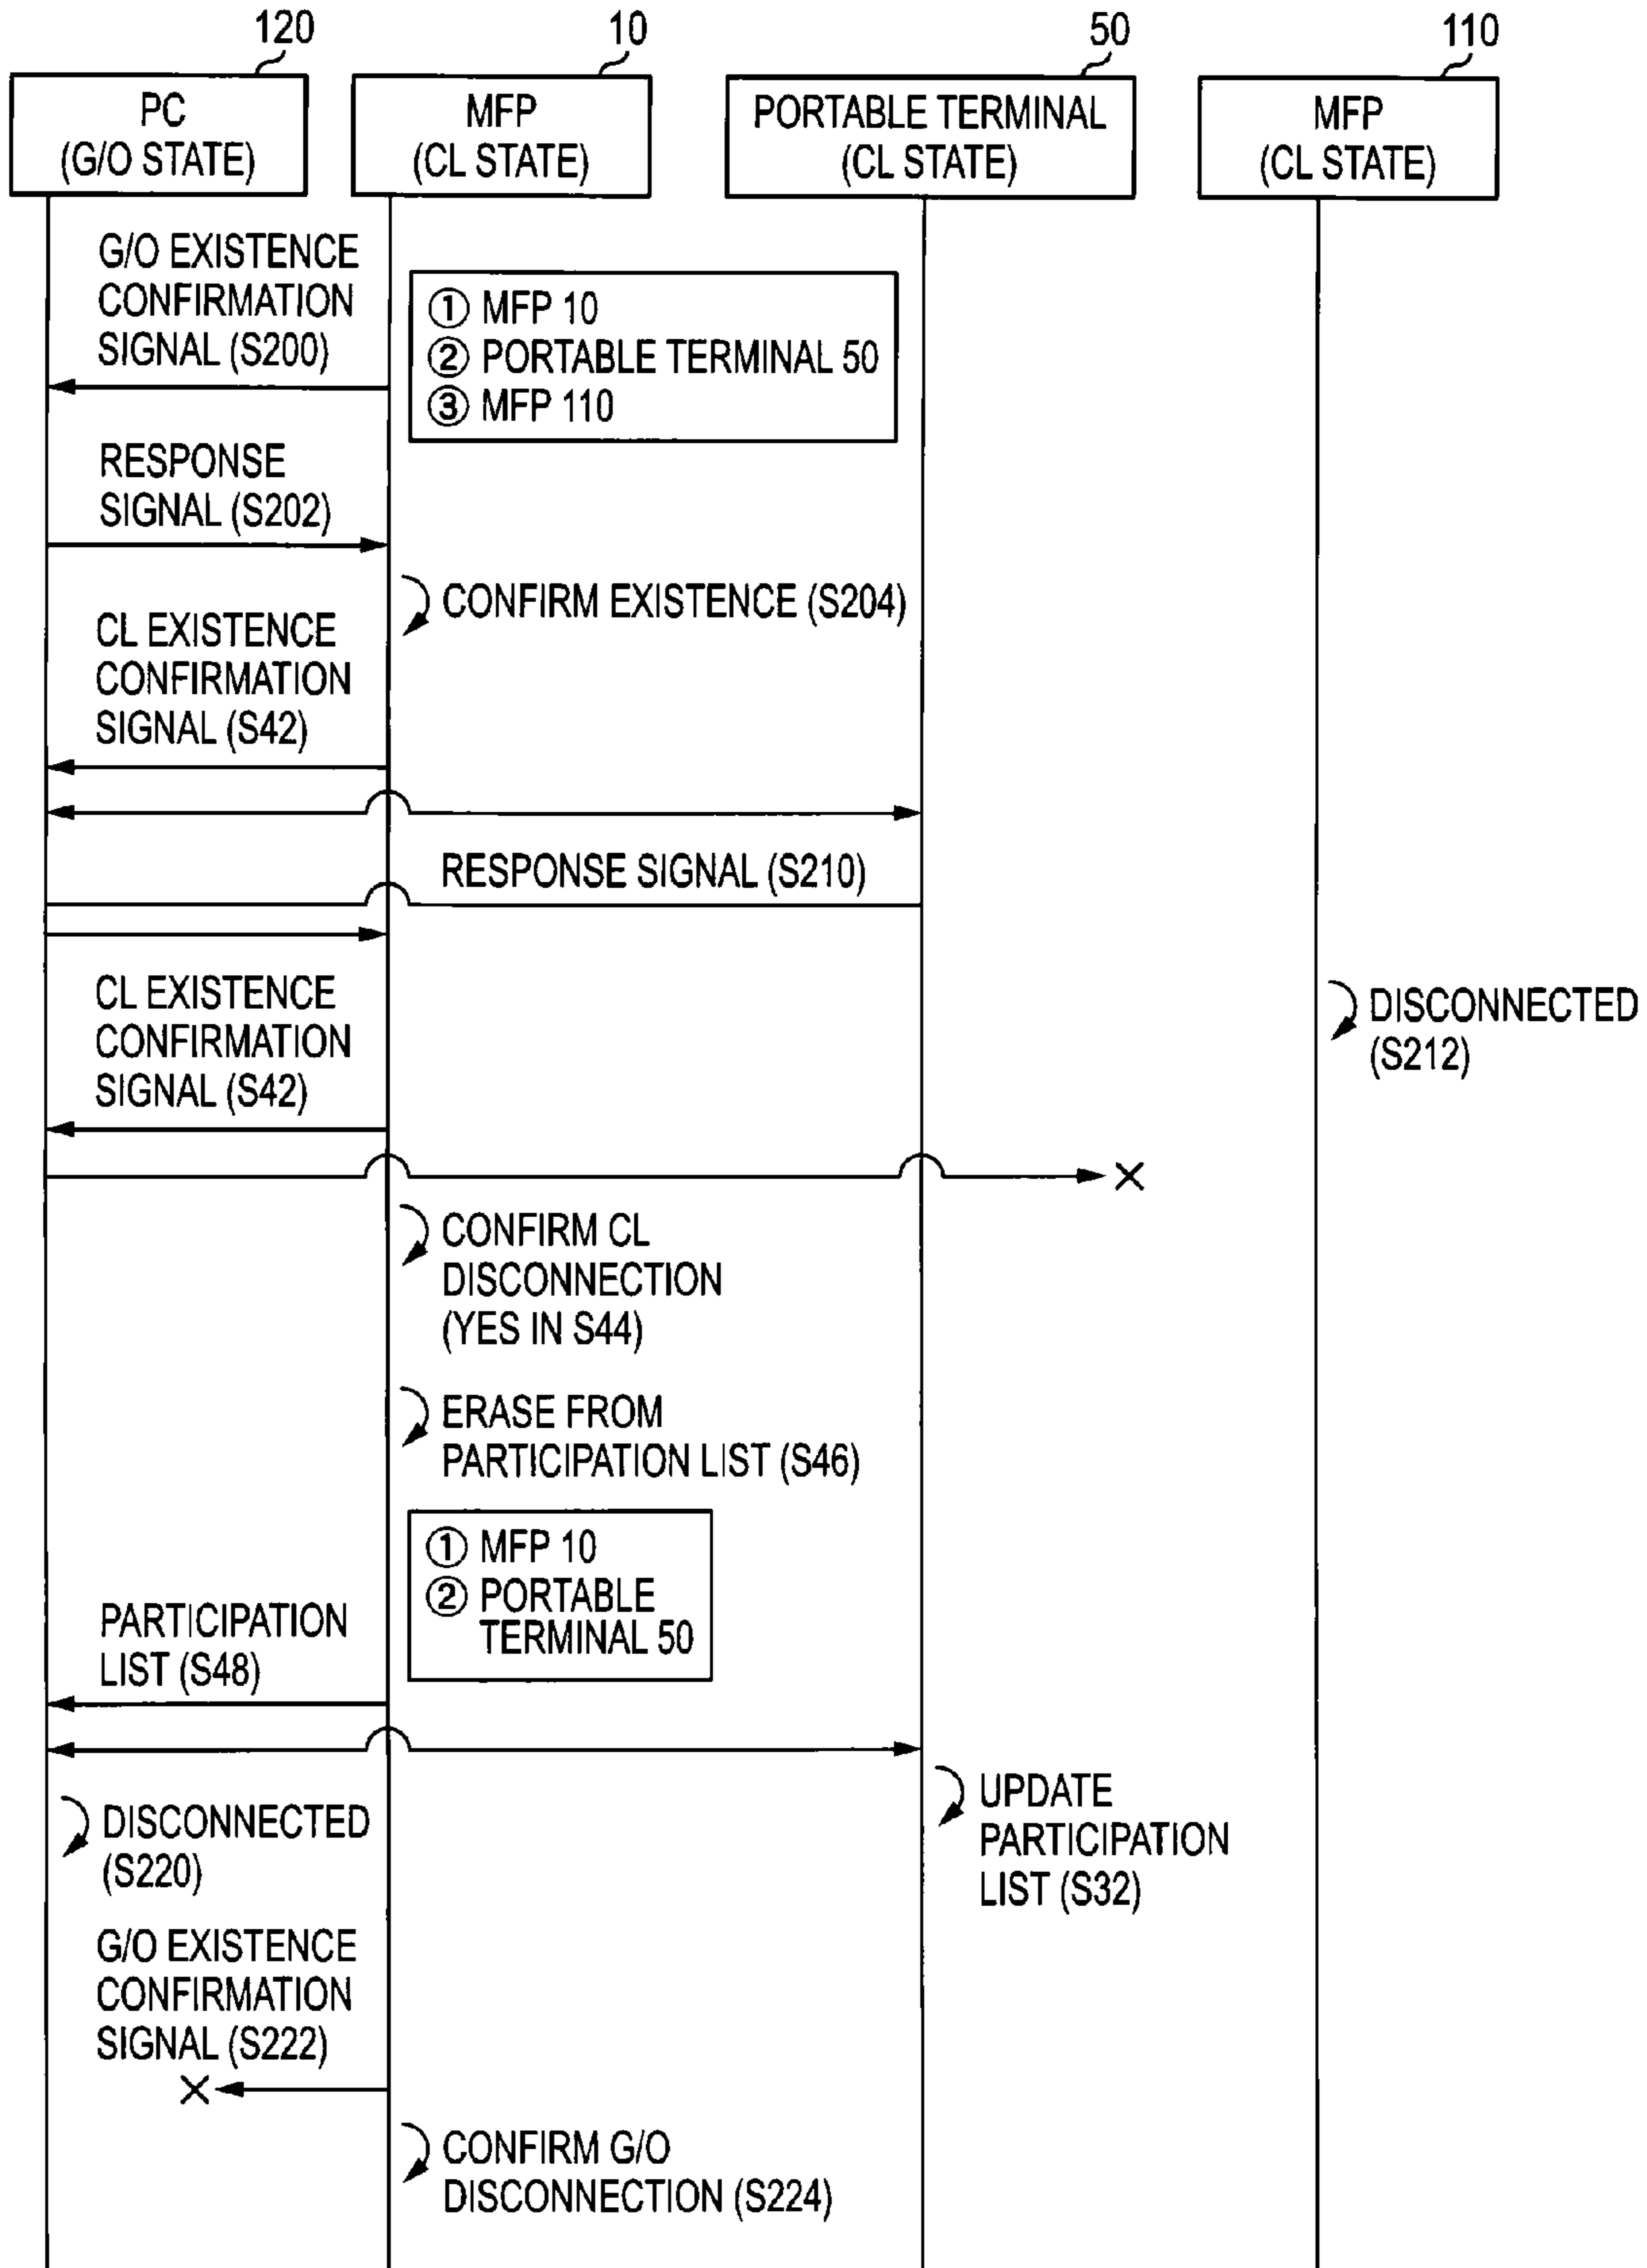 120
10
50
110
PC
(G/O STATE)
MFP
(CL STATE)
PORTABLE TERMINAL
(CL STATE)
MFP
(CL STATE)
G/O EXISTENCE
CONFIRMATION
SIGNAL (S200)
① MFP 10
② PORTABLE TERMINAL 50
③ MFP 110
RESPONSE
SIGNAL (S202)
CONFIRM EXISTENCE (S204)
CL EXISTENCE
CONFIRMATION
SIGNAL (S42)
RESPONSE SIGNAL (S210)
CL EXISTENCE
CONFIRMATION
SIGNAL (S42)
DISCONNECTED
(S212)
CONFIRM CL
DISCONNECTION
(YES IN S44)
ERASE FROM
PARTICIPATION LIST (S46)
① MFP 10
② PORTABLE
TERMINAL 50
PARTICIPATION
LIST (S48)
UPDATE
PARTICIPATION
LIST (S32)
DISCONNECTED
(S220)
G/O EXISTENCE
CONFIRMATION
SIGNAL (S222)
CONFIRM G/O
DISCONNECTION (S224)